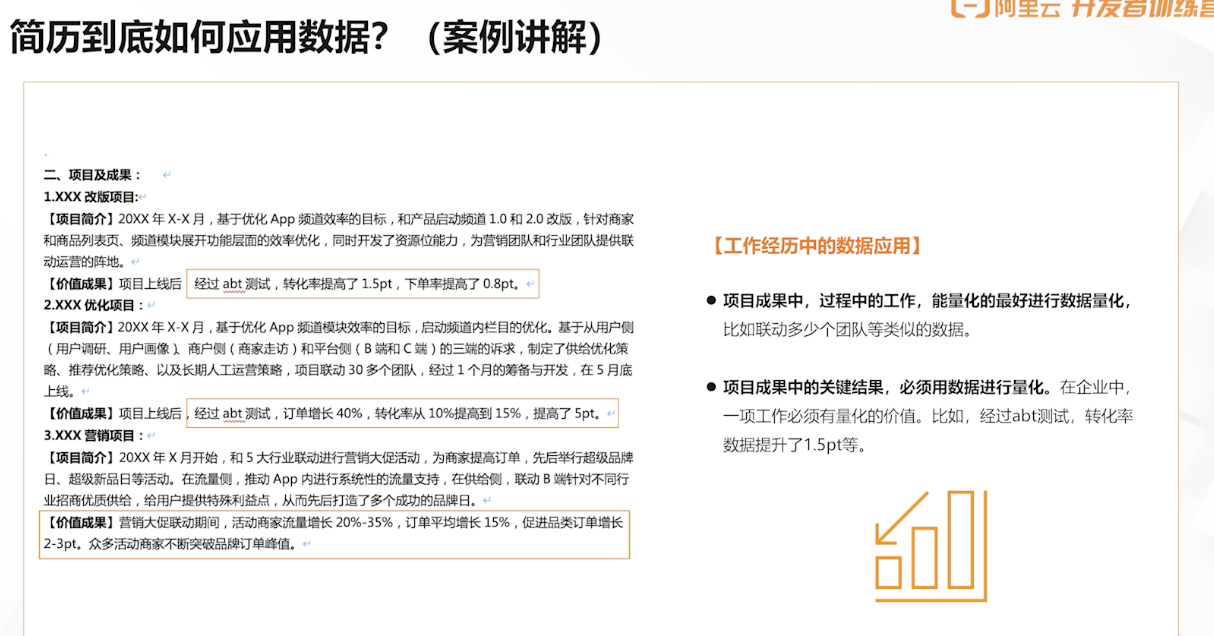 阿里云 开发者训练营
简历到底如何应用数据？（案例讲解）
二、项目及成果：
1.XXX 改版项目:
【项目简介】20XX 年 X-X 月，基于优化 App 频道效率的目标，和产品启动频道 1.0 和 2.0 改版，针对商家
和商品列表页、频道模块展开功能层面的效率优化，同时开发了资源位能力，为营销团队和行业团队提供联
动运营的阵地。
【价值成果】项目上线后 经过 abt 测试，转化率提高了 1.5pt，下单率提高了 0.8pt。
2.XXX 优化项目：
【项目简介】20XX 年 X-X 月，基于优化 App 频道模块效率的目标，启动频道内栏目的优化。基于从用户侧
（用户调研、用户画像）、商户侧（商家走访）和平台侧（B 端和 C 端）的三端的诉求，制定了供给优化策
略、推荐优化策略、以及长期人工运营策略，项目联动 30 多个团队，经过 1 个月的筹备与开发，在 5 月底
上线。
【价值成果】项目上线后，经过 abt 测试，订单增长 40%，转化率从 10%提高到 15%，提高了 5pt。
3.XXX 营销项目：
【项目简介】20XX 年 X 月开始，和 5 大行业联动进行营销大促活动，为商家提高订单，先后举行超级品牌
日、超级新品日等活动。在流量侧，推动 App 内进行系统性的流量支持，在供给侧，联动 B 端针对不同行
业招商优质供给，给用户提供特殊利益点，从而先后打造了多个成功的品牌日。
【价值成果】营销大促联动期间，活动商家流量增长 20%-35%，订单平均增长 15%，促进品类订单增长
2-3pt。众多活动商家不断突破品牌订单峰值。
【工作经历中的数据应用】
● 项目成果中，过程中的工作，能量化的最好进行数据量化，
比如联动多少个团队等类似的数据。
● 项目成果中的关键结果，必须用数据进行量化。在企业中，
一项工作必须有量化的价值。比如，经过abt测试，转化率
数据提升了1.5pt等。